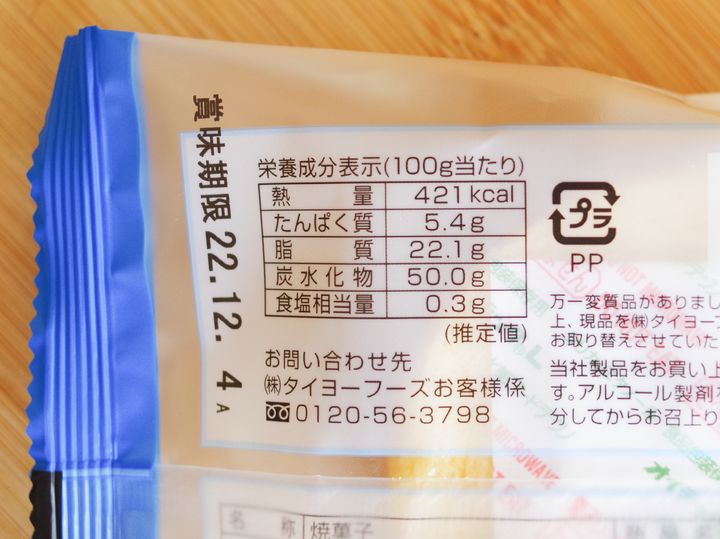 賞味期限 22.12. 4 A
栄養成分表示(100g当たり)
熱 量 421kcal
たんぱく質 5.4g
脂 質 22.1g
炭水化物 50.0g
食塩相当量 0.3g
(推定値)
お問い合わせ先
㈱タイヨーフーズお客様係
0120-56-3798
プラ
PP
万一変質品がありまし
上、現品を㈱タイヨー
お取り替えさせていた
当社製品をお買い上
す。アルコール製剤
分してからお召上り
MICROWAVE
名 称 焼菓子